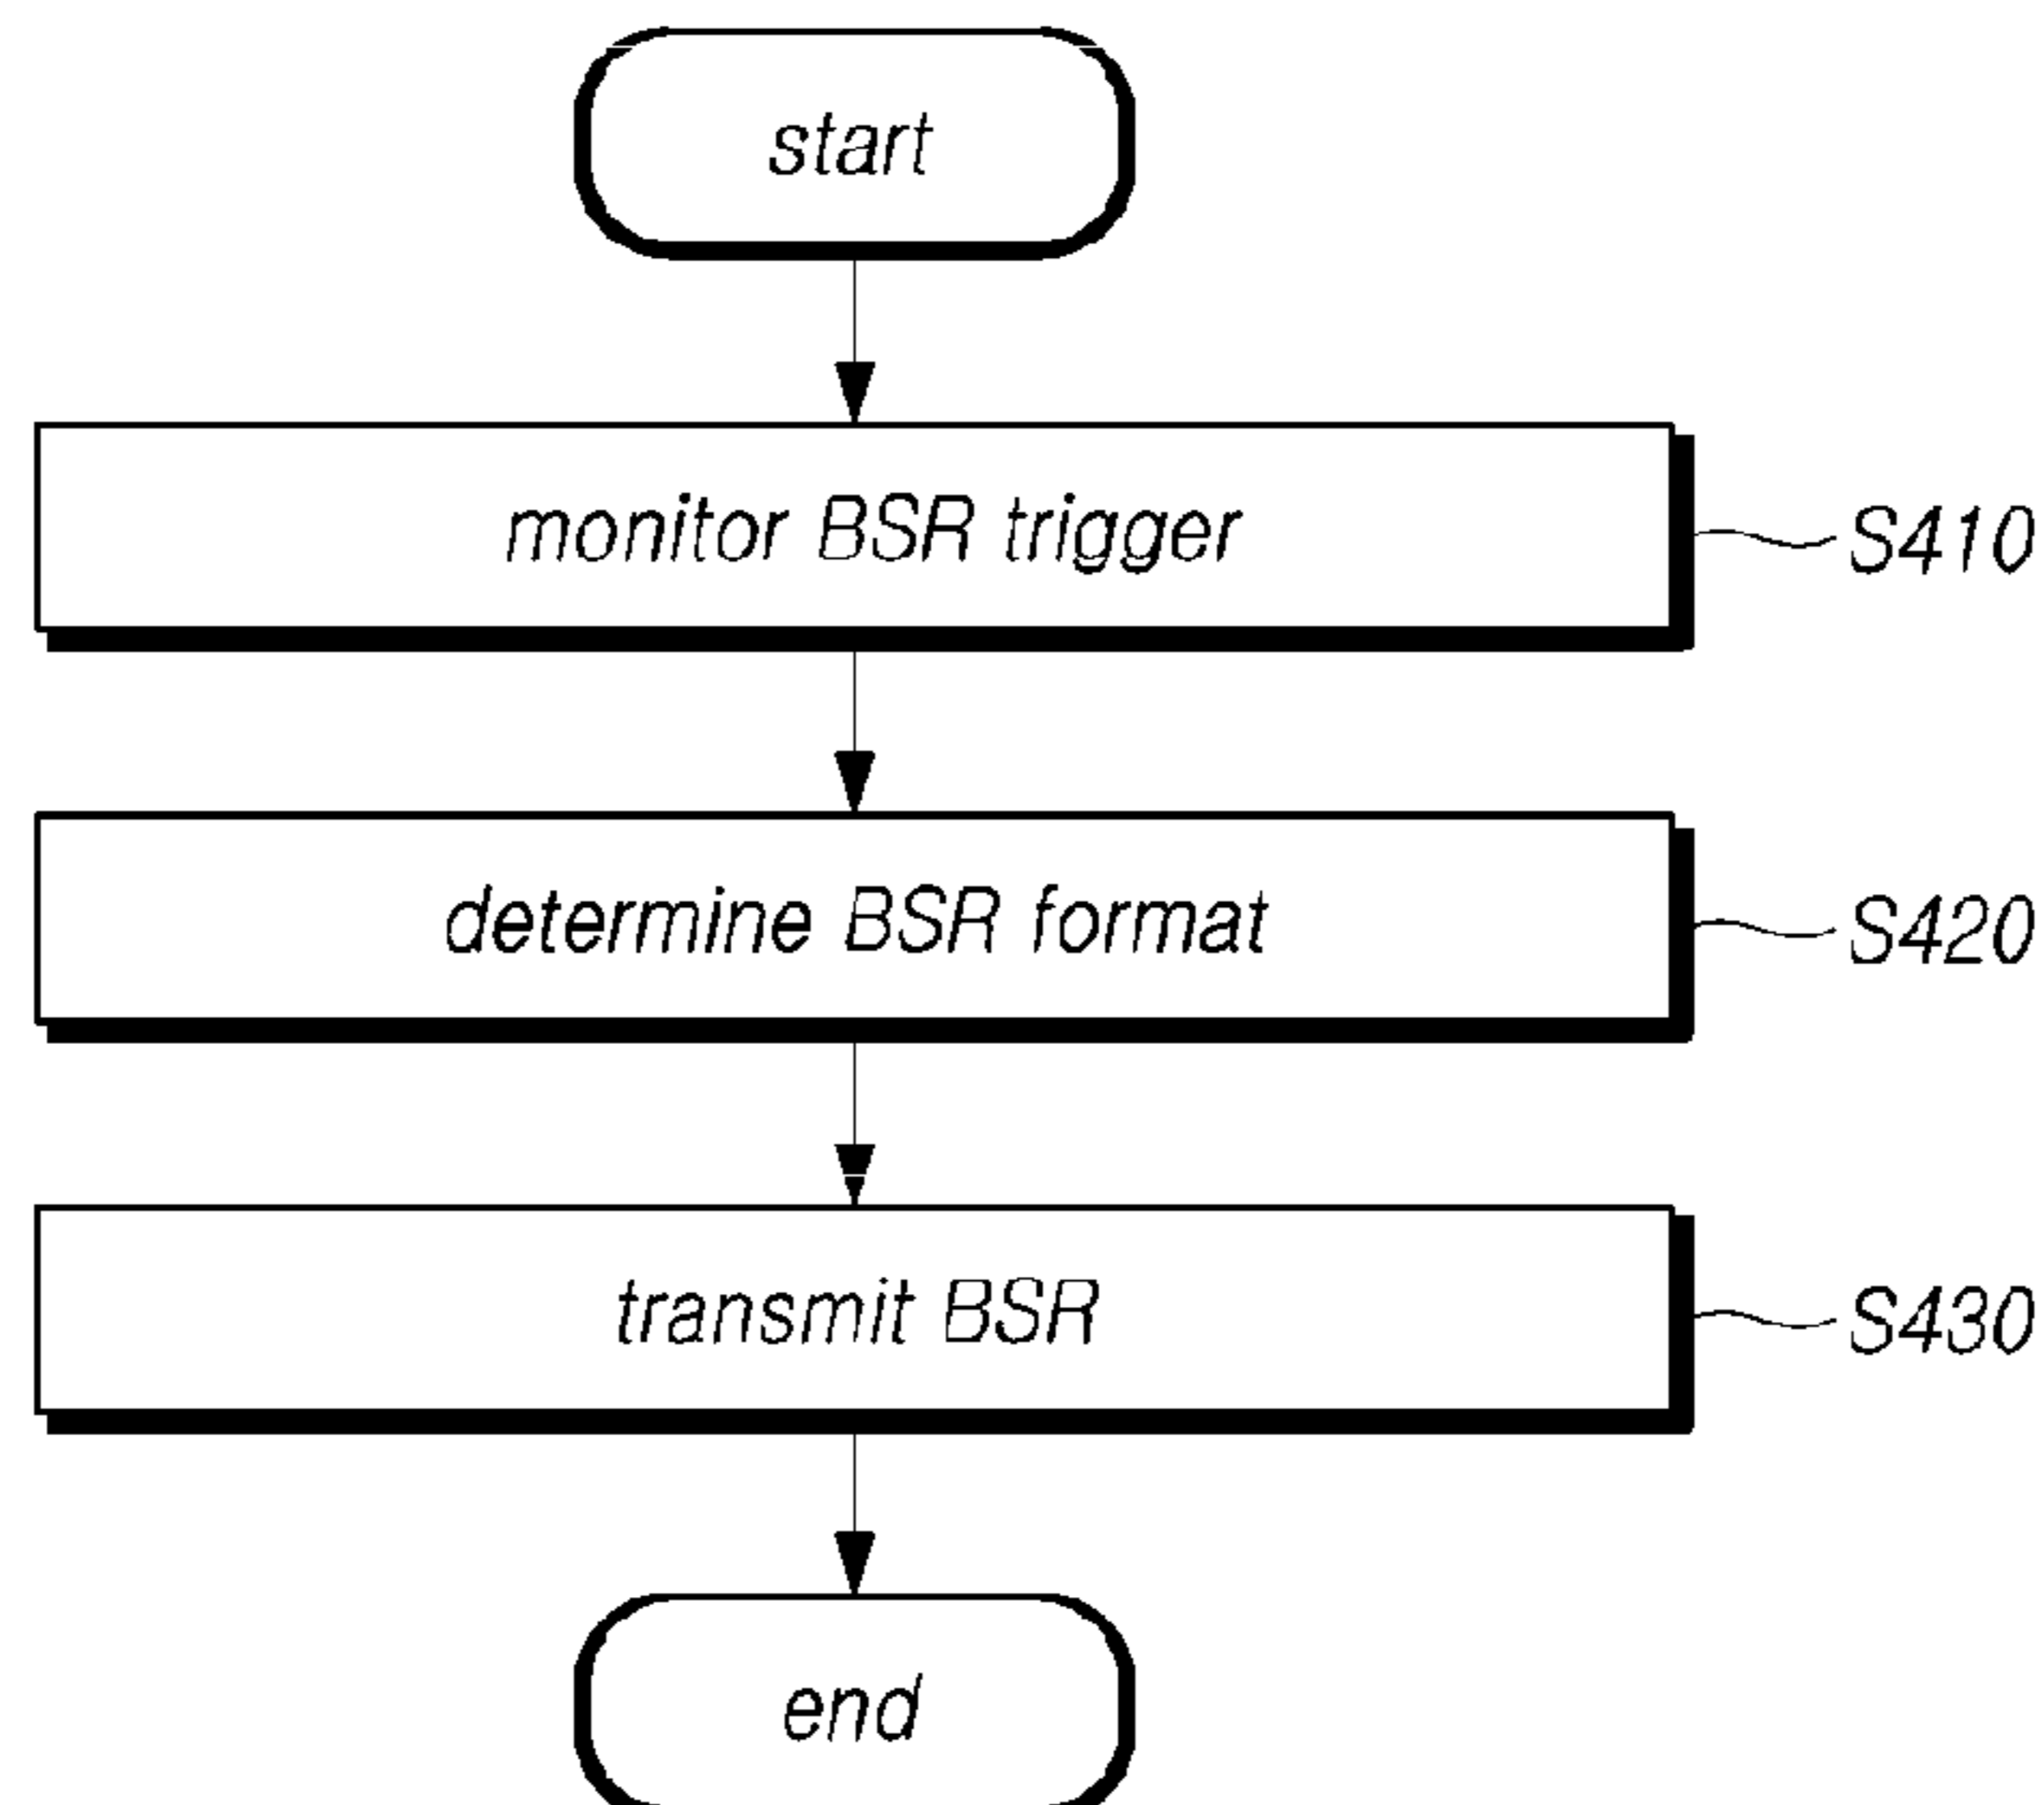 start
monitor BSR trigger
S410
determine BSR format
S420
transmit BSR
S430
end